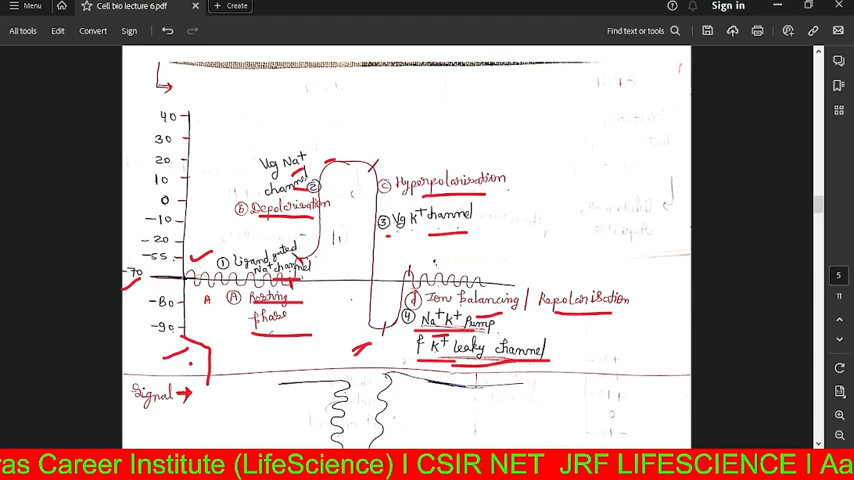 Menu
Cell bio lecture 6.pdf
Create
Sign in
All tools
Edit
Convert
Sign
Find text or tools
40
30
20
10
0
-10
-20
-55
-70
-80
-90
Vg Na+
channel
2
b Depolarisation
c Hyperpolarisation
3 Vg K+ channel
1 Ligand gated
Na+ channel
A
A Resting
phase
d Ion balancing / Repolarisation
4 Na+ K+ pump
f K+ leaky channel
Signal
5
11
ras Career Institute (LifeScience) I CSIR NET JRF LIFESCIENCE I Aa